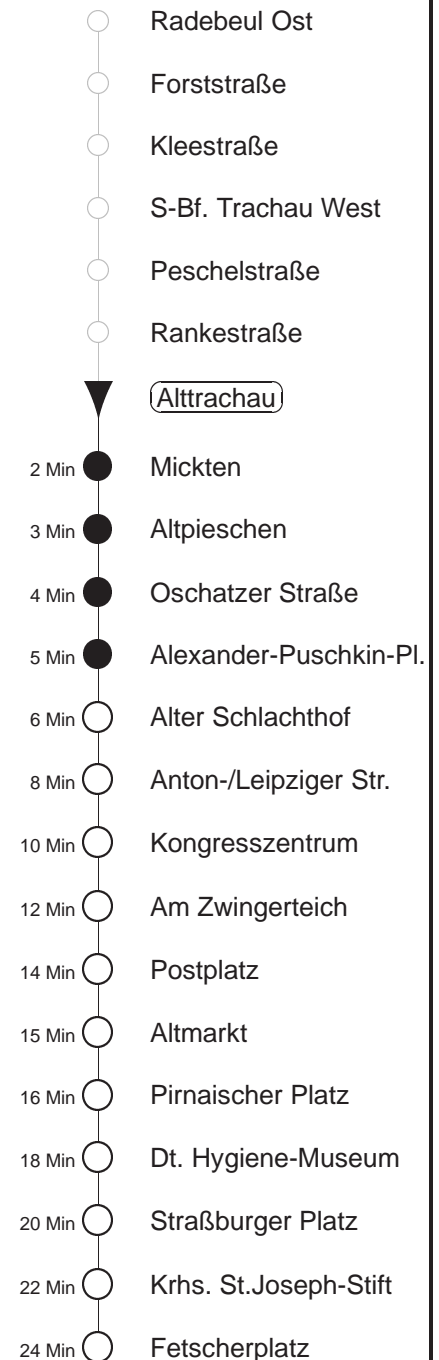 Radebeul Ost
Forststraße
Kleestraße
S-Bf. Trachau West
Peschelstraße
Rankestraße
Alttrachau
2 Min Mickten
3 Min Altpieschen
4 Min Oschatzer Straße
5 Min Alexander-Puschkin-Pl.
6 Min Alter Schlachthof
8 Min Anton-/Leipziger Str.
10 Min Kongresszentrum
12 Min Am Zwingerteich
14 Min Postplatz
15 Min Altmarkt
16 Min Pirnaischer Platz
18 Min Dt. Hygiene-Museum
20 Min Straßburger Platz
22 Min Krhs. St.Joseph-Stift
24 Min Fetscherplatz